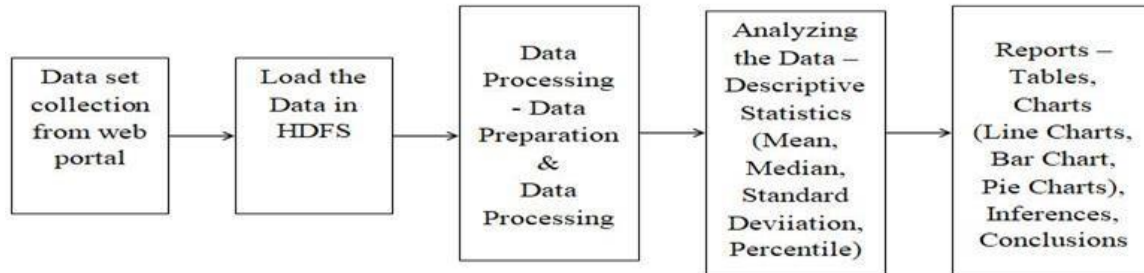 Data set
collection
from web
portal
Load the
Data in
HDFS
Data
Processing
- Data
Preparation
&
Data
Processing
Analyzing
the Data –
Descriptive
Statistics
(Mean,
Median,
Standard
Deviiation,
Percentile)
Reports –
Tables,
Charts
(Line Charts,
Bar Chart,
Pie Charts),
Inferences,
Conclusions